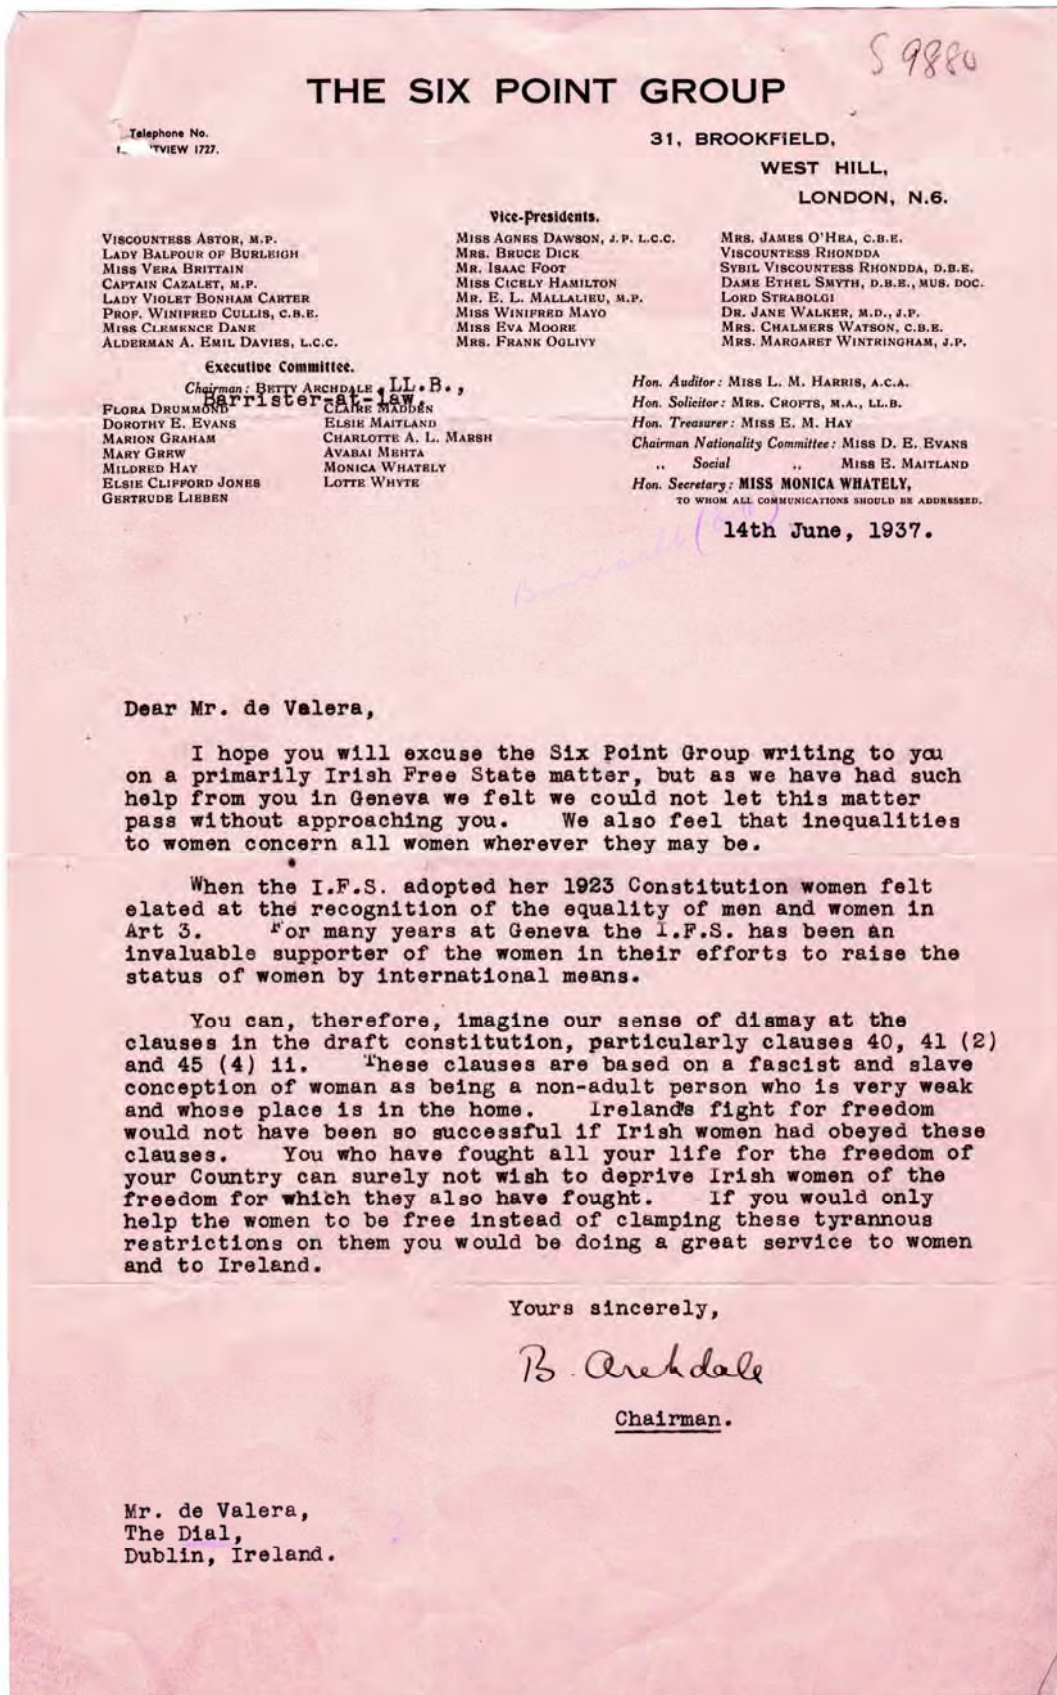 S 9880
THE SIX POINT GROUP
Telephone No.
TVIEW 1727.
31, BROOKFIELD,
WEST HILL,
LONDON, N.6.
Vice-Presidents.
VISCOUNTESS ASTOR, M.P.
LADY BALFOUR OF BURLEIGH
MISS VERA BRITTAIN
CAPTAIN CAZALET, M.P.
LADY VIOLET BONHAM CARTER
PROF. WINIFRED CULLIS, C.B.E.
MISS CLEMENCE DANE
ALDERMAN A. EMIL DAVIES, L.C.C.
MISS AGNES DAWSON, J.P. L.C.C.
MRS. BRUCE DICK
MR. ISAAC FOOT
MISS CICELY HAMILTON
MR. E. L. MALLALIEU, M.P.
MISS WINIFRED MAYO
MISS EVA MOORE
MRS. FRANK OGLIVY
MRS. JAMES O'HEA, C.B.E.
VISCOUNTESS RHONDDA
SYBIL VISCOUNTESS RHONDDA, D.B.E.
DAME ETHEL SMYTH, D.B.E., MUS. DOC.
LORD STRABOLGI
DR. JANE WALKER, M.D., J.P.
MRS. CHALMERS WATSON, C.B.E.
MRS. MARGARET WINTRINGHAM, J.P.
Executive Committee.
Chairman: BETTY ARCHDALE, LL.B.,
Barrister-at-law.
FLORA DRUMMOND
DOROTHY E. EVANS
MARION GRAHAM
MARY GREW
MILDRED HAY
ELSIE CLIFFORD JONES
GERTRUDE LIEBEN
CLAIRE MADDEN
ELSIE MAITLAND
CHARLOTTE A. L. MARSH
AVABAI MEHTA
MONICA WHATELY
LOTTE WHYTE
Hon. Auditor: MISS L. M. HARRIS, A.C.A.
Hon. Solicitor: MRS. CROFTS, M.A., LL.B.
Hon. Treasurer: MISS E. M. HAY
Chairman Nationality Committee: MISS D. E. EVANS
,, Social ,, MISS E. MAITLAND
Hon. Secretary: MISS MONICA WHATELY,
TO WHOM ALL COMMUNICATIONS SHOULD BE ADDRESSED.
14th June, 1937.
Dear Mr. de Valera,
I hope you will excuse the Six Point Group writing to you
on a primarily Irish Free State matter, but as we have had such
help from you in Geneva we felt we could not let this matter
pass without approaching you. We also feel that inequalities
to women concern all women wherever they may be.
When the I.F.S. adopted her 1923 Constitution women felt
elated at the recognition of the equality of men and women in
Art 3. For many years at Geneva the I.F.S. has been an
invaluable supporter of the women in their efforts to raise the
status of women by international means.
You can, therefore, imagine our sense of dismay at the
clauses in the draft constitution, particularly clauses 40, 41 (2)
and 45 (4) 11. These clauses are based on a fascist and slave
conception of woman as being a non-adult person who is very weak
and whose place is in the home. Ireland's fight for freedom
would not have been so successful if Irish women had obeyed these
clauses. You who have fought all your life for the freedom of
your Country can surely not wish to deprive Irish women of the
freedom for which they also have fought. If you would only
help the women to be free instead of clamping these tyrannous
restrictions on them you would be doing a great service to women
and to Ireland.
Yours sincerely,
B. Archdale
Chairman.
Mr. de Valera,
The Dial, ?
Dublin, Ireland.